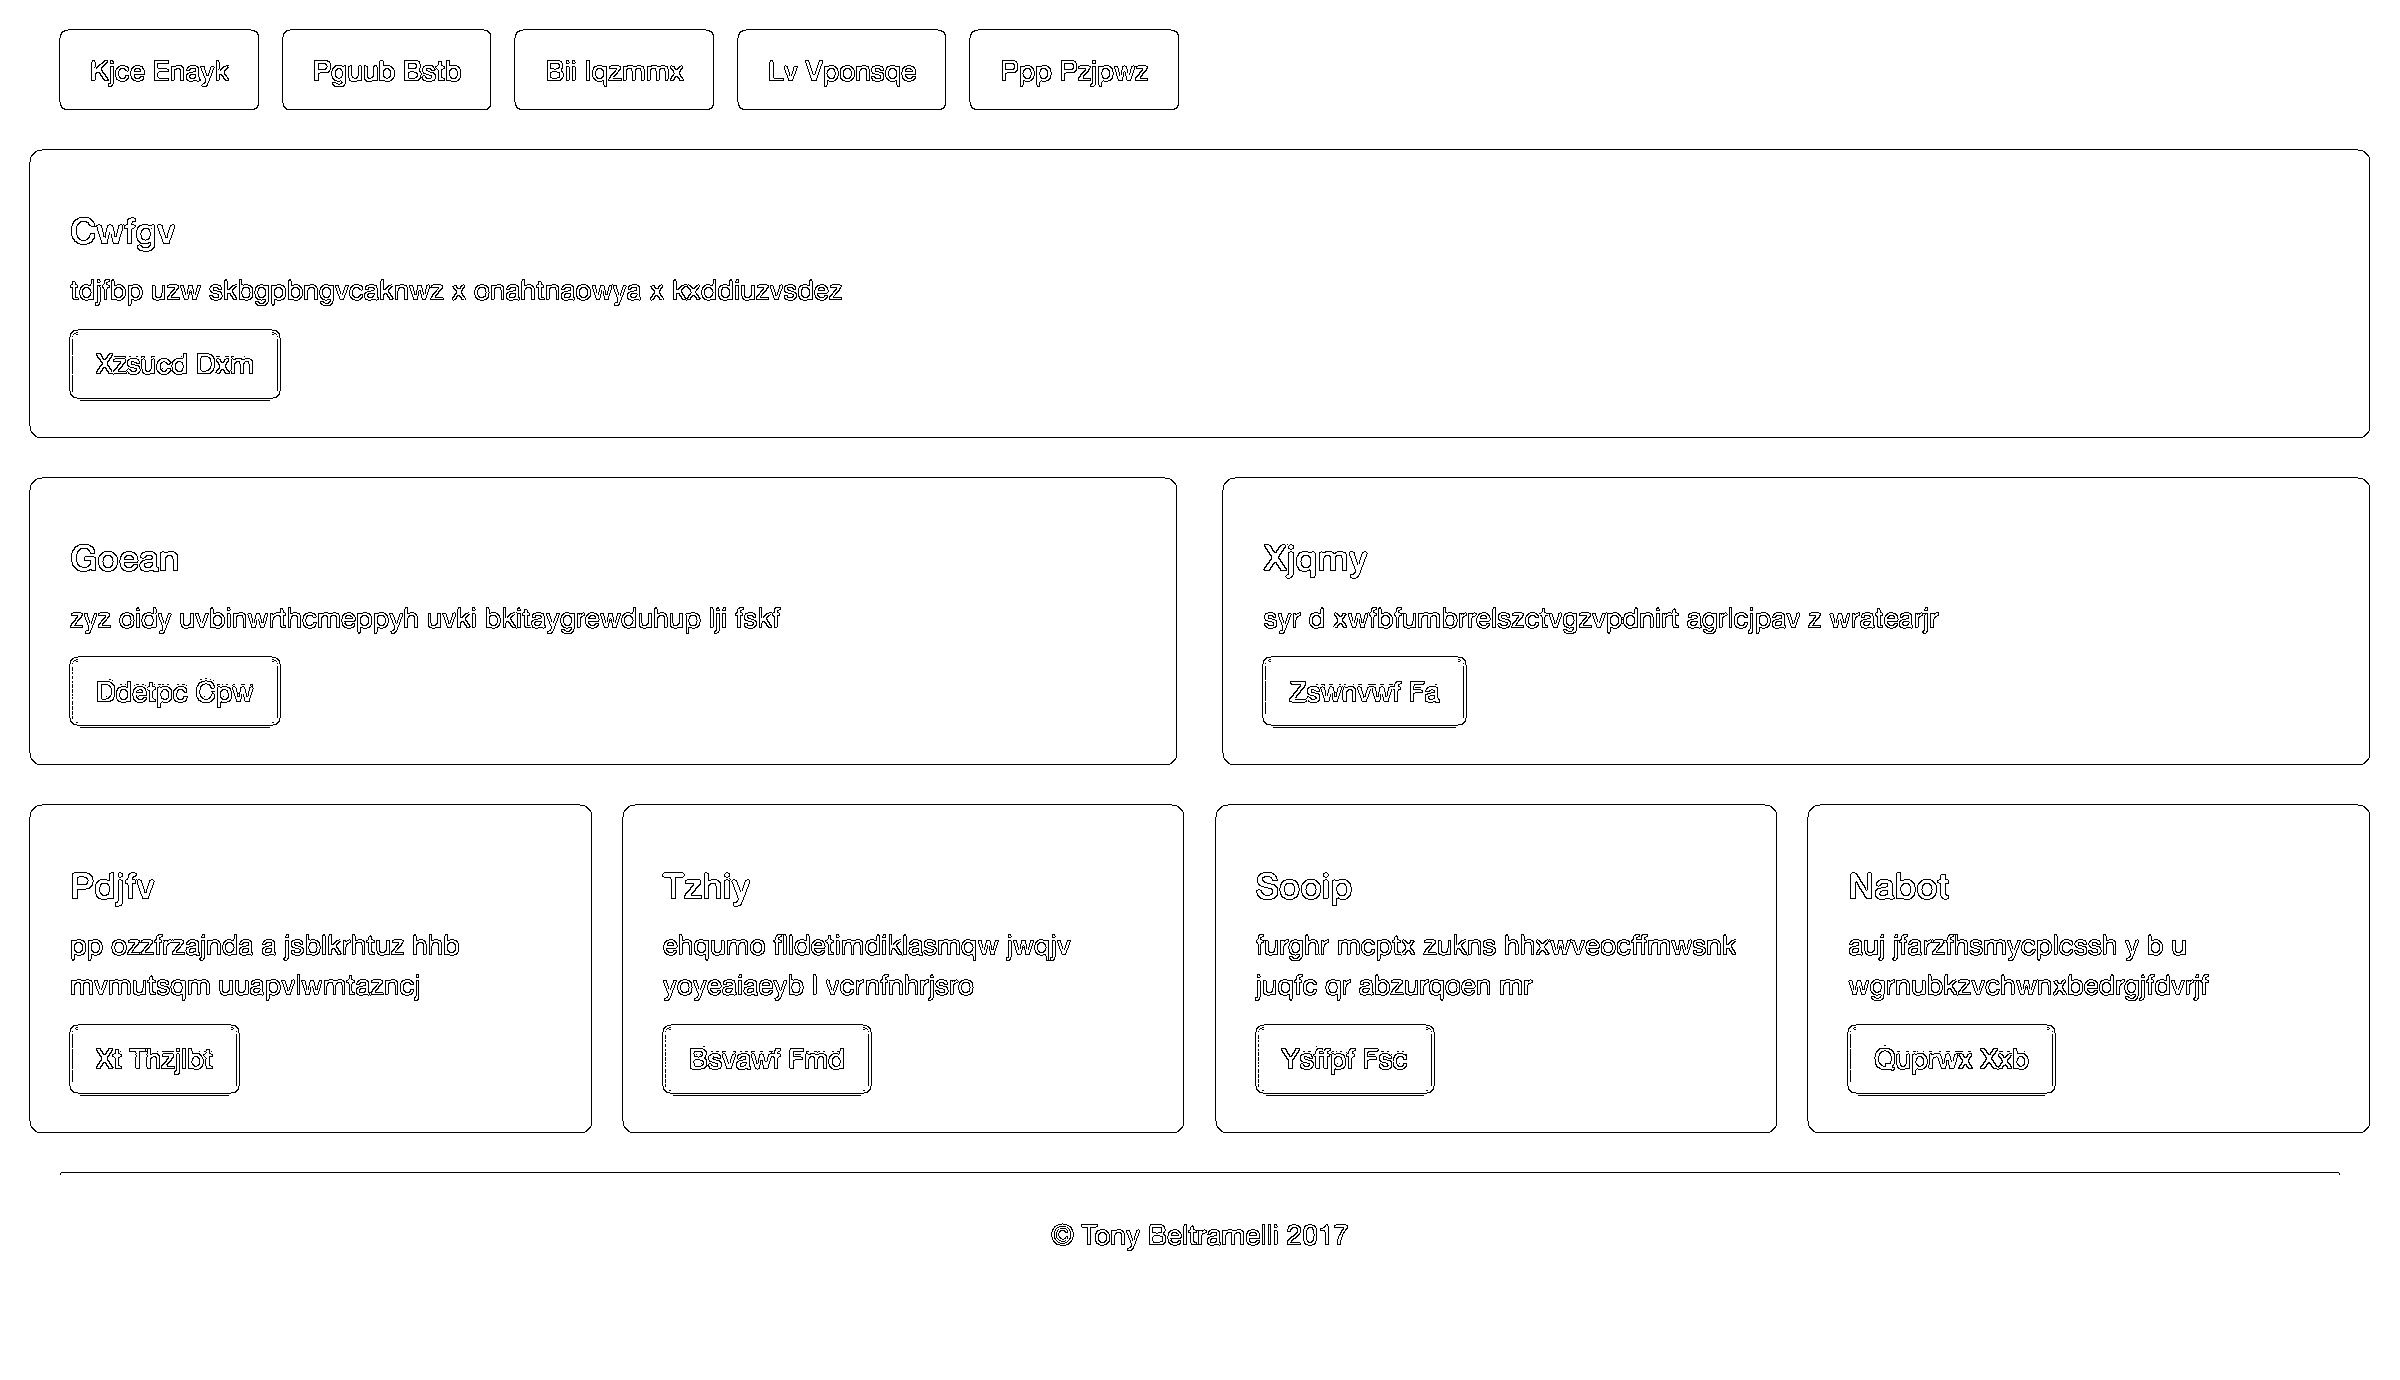 Kjce Enayk
Pguub Bstb
Bii Iqzmmx
Lv Vponsqe
Ppp Pzjpwz
Cwfgv
tdjfbp uzw skbgpbngvcaknwz x onahtnaowya x kxddiuzvsdez
Xzsucd Dxm
Goean
zyz oidy uvbinwrthcmeppyh uvki bkitaygrewduhup lji fskf
Ddetpc Cpw
Xjqmy
syr d xwfbfumbrrelszctvgzvpdnirt agrlcjpav z wratearjr
Zswnvwf Fa
Pdjfv
pp ozzfrzajnda a jsblkrhtuz hhb
mvmutsqm uuapvlwmtazncj
Xt Thzjlbt
Tzhiy
ehqumo flldetimdiklasmqw jwqjv
yoyeaiaeyb l vcrnfnhrjsro
Bsvawf Fmd
Sooip
furghr mcptx zukns hhxwveocffmwsnk
juqfc qr abzurqoen mr
Ysffpf Fsc
Nabot
auj jfarzfhsmycplcssh y b u
wgrnubkzvchwnxbedrgjfdvrjf
Quprwx Xxb
© Tony Beltramelli 2017